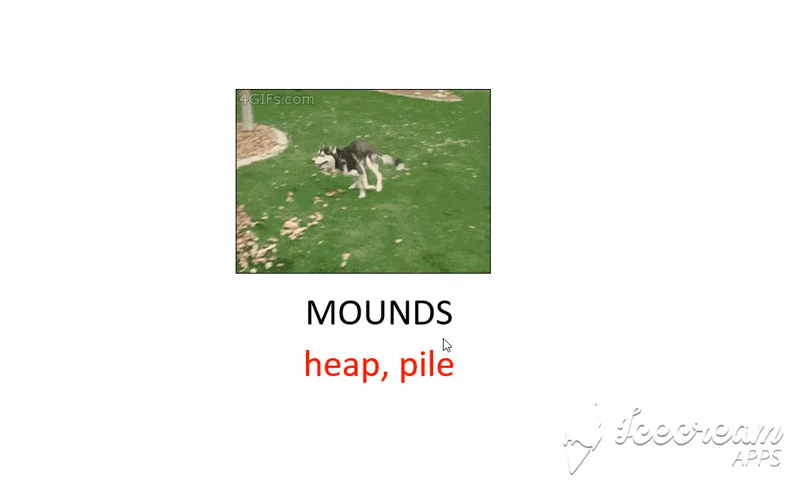 4GIFs.com
MOUNDS
heap, pile
Icecream
APPS